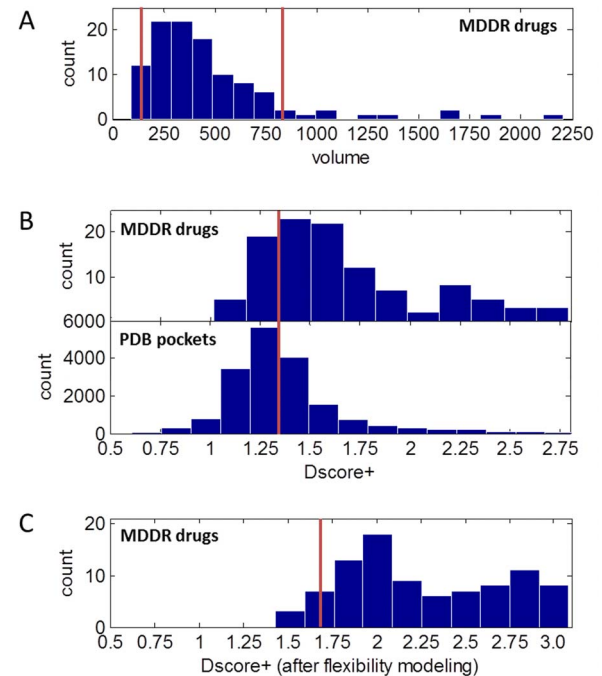 A
MDDR drugs
20
10
0
count
0 250 500 750 1000 1250 1500 1750 2000 2250
volume
B
MDDR drugs
20
10
count
6000
PDB pockets
4000
2000
0
count
0.5 0.75 1 1.25 1.5 1.75 2 2.25 2.5 2.75
Dscore+
C
MDDR drugs
20
10
0
count
0.5 0.75 1 1.25 1.5 1.75 2 2.25 2.5 2.75 3.0
Dscore+ (after flexibility modeling)